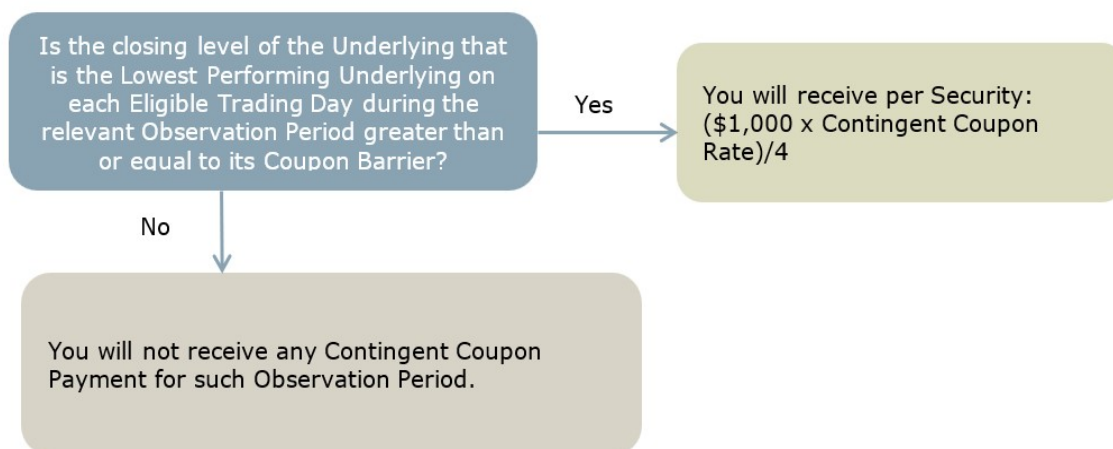 Is the closing level of the Underlying that
is the Lowest Performing Underlying on
each Eligible Trading Day during the
relevant Observation Period greater than
or equal to its Coupon Barrier?
Yes
You will receive per Security:
($1,000 x Contingent Coupon
Rate)/4
No
You will not receive any Contingent Coupon
Payment for such Observation Period.